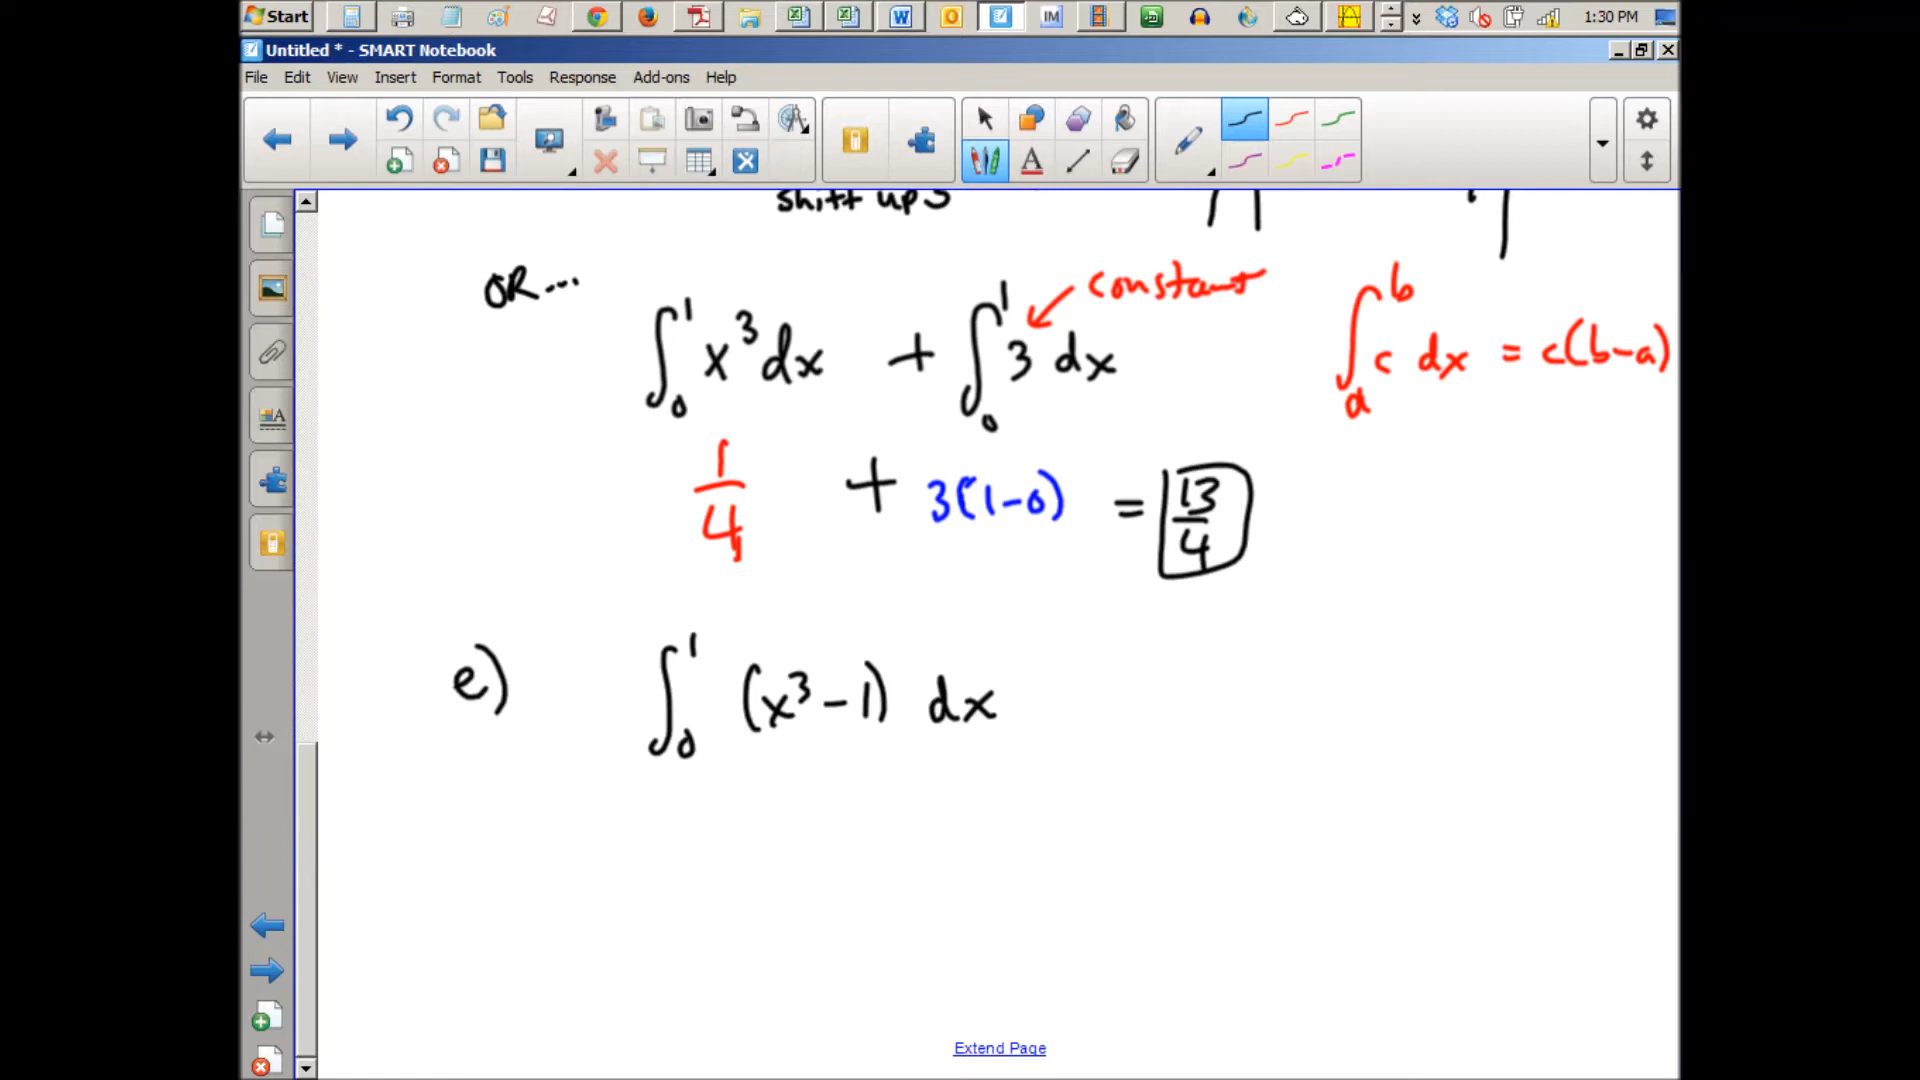 Start
1:30 PM
Untitled * - SMART Notebook
File Edit View Insert Format Tools Response Add-ons Help
shift up 3
OR...
∫₀¹ x³ dx + ∫₀¹ 3 dx
constant
∫ₐᵇ c dx = c(b-a)
1/4 + 3(1-0) = 13/4
e) ∫₀¹ (x³-1) dx
Extend Page